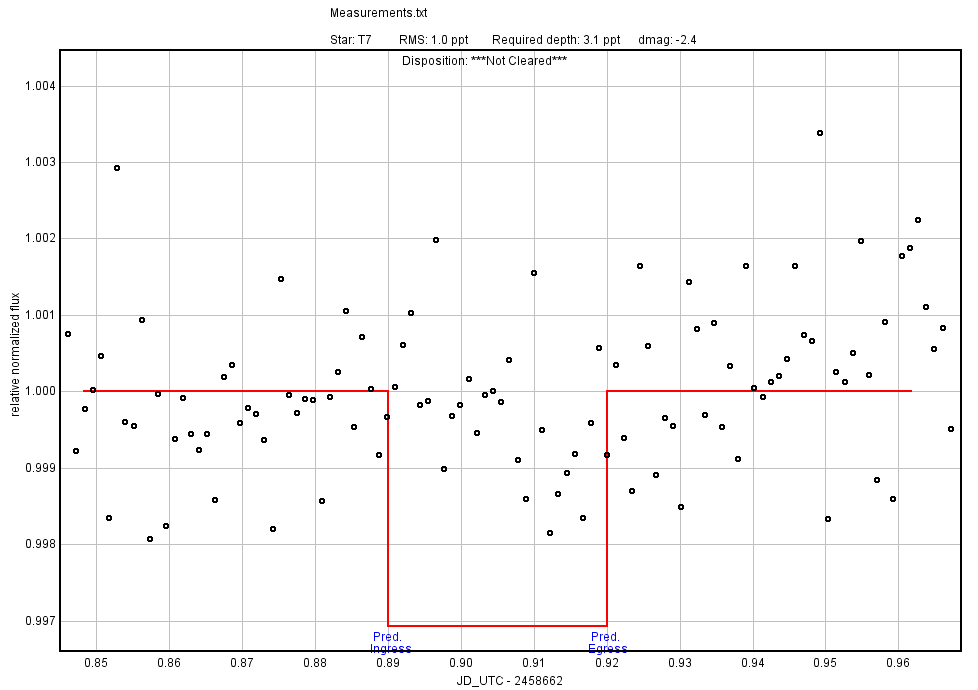 Measurements.txt
Star: T7 RMS: 1.0 ppt Required depth: 3.1 ppt dmag: -2.4
Disposition: ***Not Cleared***
1.004
1.003
1.002
1.001
1.000
0.999
0.998
0.997
relative normalized flux
Pred. Pred.
Ingress Egress
0.85 0.86 0.87 0.88 0.89 0.90 0.91 0.92 0.93 0.94 0.95 0.96
JD_UTC - 2458662